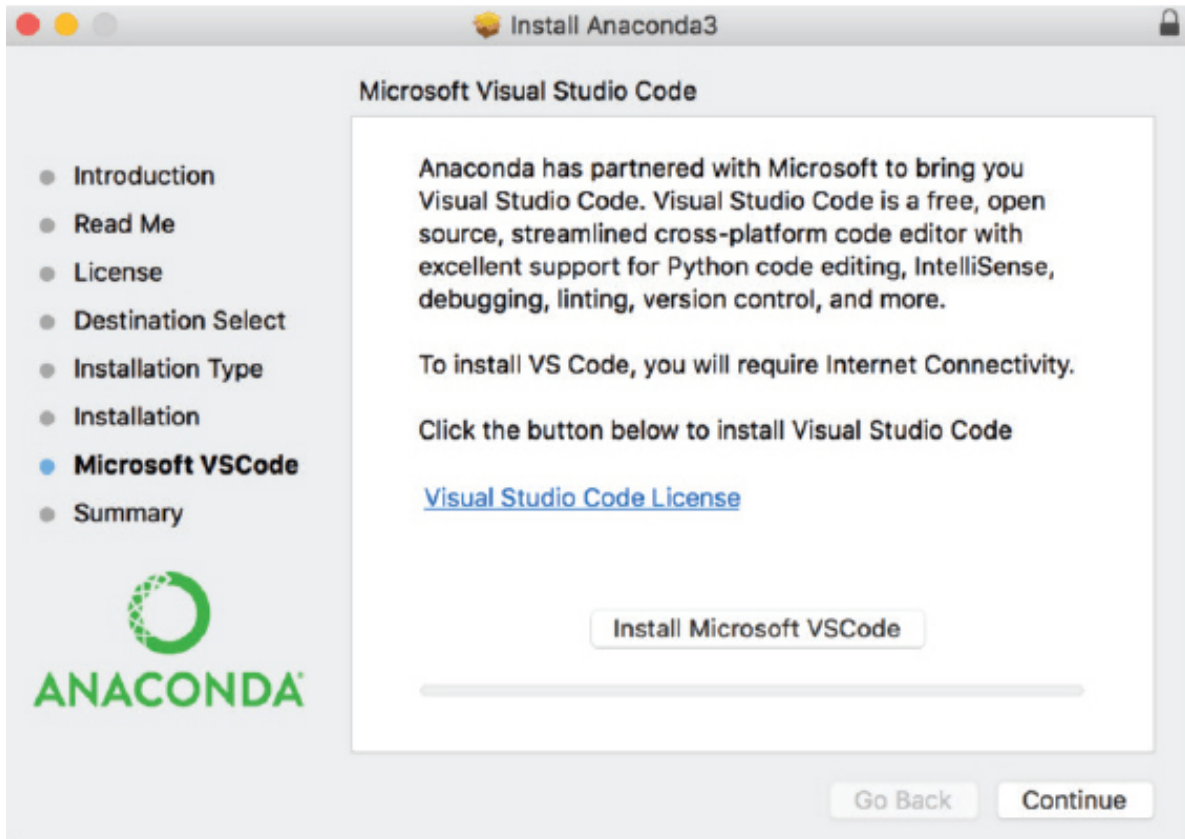 Install Anaconda3
Microsoft Visual Studio Code
Introduction
Read Me
License
Destination Select
Installation Type
Installation
Microsoft VSCode
Summary
ANACONDA
Anaconda has partnered with Microsoft to bring you
Visual Studio Code. Visual Studio Code is a free, open
source, streamlined cross-platform code editor with
excellent support for Python code editing, IntelliSense,
debugging, linting, version control, and more.
To install VS Code, you will require Internet Connectivity.
Click the button below to install Visual Studio Code
Visual Studio Code License
Install Microsoft VSCode
Go Back
Continue